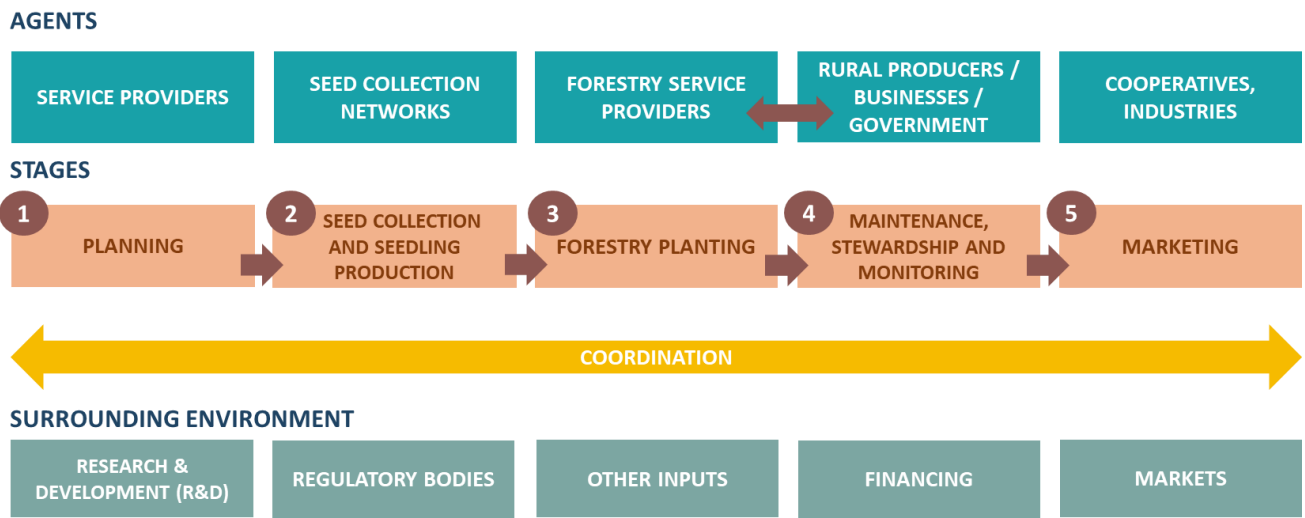 AGENTS
SERVICE PROVIDERS
SEED COLLECTION
NETWORKS
FORESTRY SERVICE
PROVIDERS
RURAL PRODUCERS /
BUSINESSES /
GOVERNMENT
COOPERATIVES,
INDUSTRIES
STAGES
1
PLANNING
2
SEED COLLECTION
AND SEEDLING
PRODUCTION
3
FORESTRY PLANTING
4
MAINTENANCE,
STEWARDSHIP AND
MONITORING
5
MARKETING
COORDINATION
SURROUNDING ENVIRONMENT
RESEARCH &
DEVELOPMENT (R&D)
REGULATORY BODIES
OTHER INPUTS
FINANCING
MARKETS